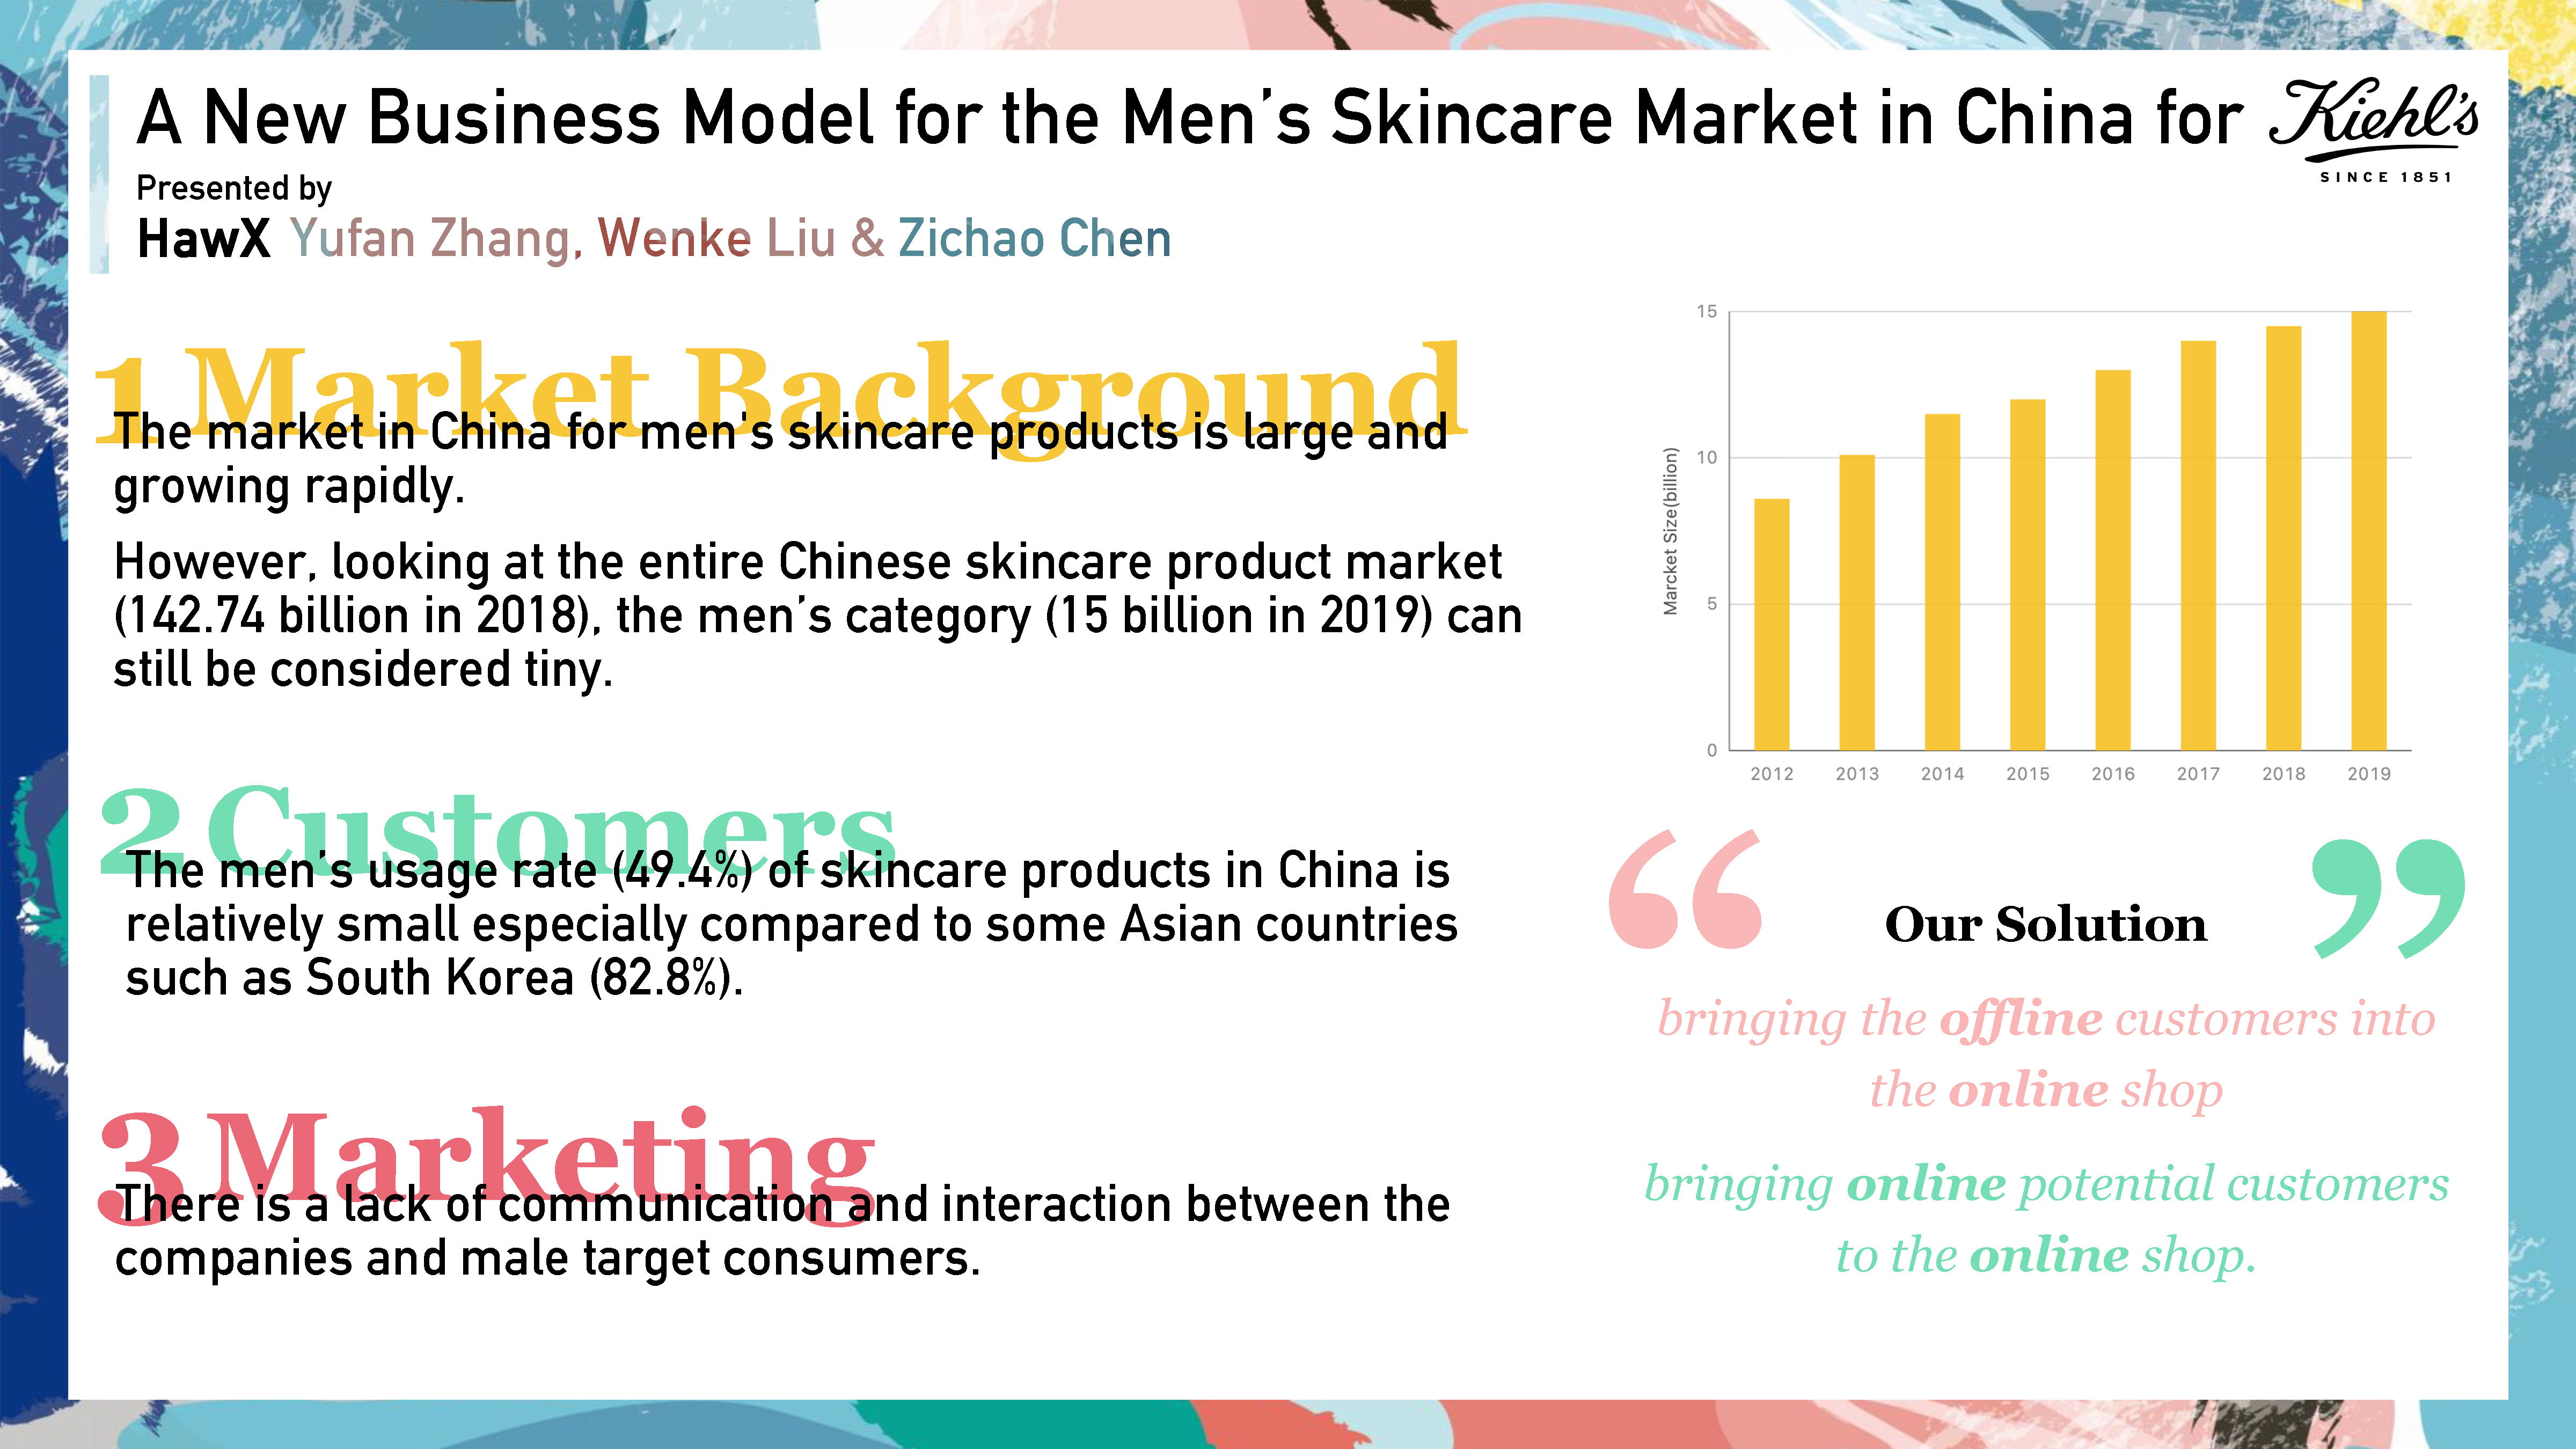 A New Business Model for the Men’s Skincare Market in China for Kiehl's
SINCE 1851
Presented by
HawX Yufan Zhang, Wenke Liu & Zichao Chen
1 Market Background
The market in China for men's skincare products is large and
growing rapidly.
However, looking at the entire Chinese skincare product market
(142.74 billion in 2018), the men’s category (15 billion in 2019) can
still be considered tiny.
2 Customers
The men’s usage rate (49.4%) of skincare products in China is
relatively small especially compared to some Asian countries
such as South Korea (82.8%).
3 Marketing
There is a lack of communication and interaction between the
companies and male target consumers.
Marcket Size(billion)
15
10
5
0
2012 2013 2014 2015 2016 2017 2018 2019
“ Our Solution ”
bringing the offline customers into
the online shop
bringing online potential customers
to the online shop.